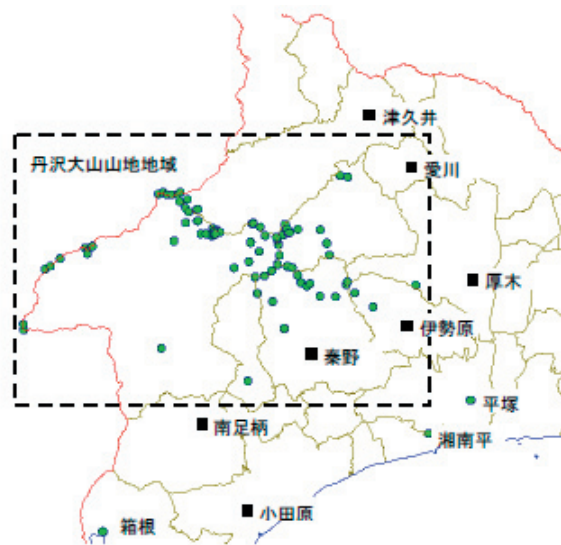 津久井
丹沢大山山地地域
愛川
厚木
伊勢原
秦野
平塚
南足柄
湘南平
小田原
箱根